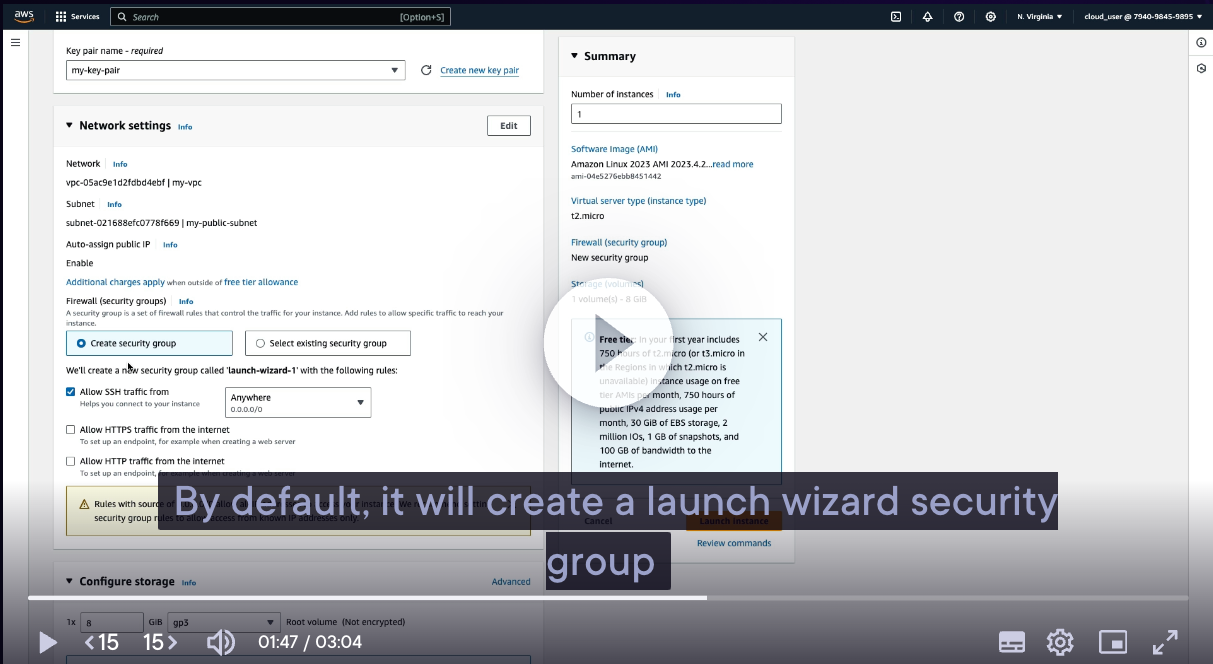 aws
Services
Search
[Option+S]
N. Virginia
cloud_user @ 7940-9845-9895
Key pair name - required
my-key-pair
Create new key pair
Network settings Info
Edit
Network Info
vpc-05ac9e1d2fdbd4ebf | my-vpc
Subnet Info
subnet-021688efc0778f669 | my-public-subnet
Auto-assign public IP Info
Enable
Additional charges apply when outside of free tier allowance
Firewall (security groups) Info
A security group is a set of firewall rules that control the traffic for your instance. Add rules to allow specific traffic to reach your
instance.
Create security group
Select existing security group
We'll create a new security group called 'launch-wizard-1' with the following rules:
Allow SSH traffic from
Helps you connect to your instance
Anywhere
0.0.0.0/0
Allow HTTPS traffic from the internet
To set up an endpoint, for example when creating a web server
Allow HTTP traffic from the internet
To set up an endpoint, for example when creating a web server
Rules with source of
security group rules to allow access from known IP addresses only.
Configure storage Info
Advanced
1x
8
GiB
gp3
Root volume (Not encrypted)
Summary
Number of instances Info
1
Software Image (AMI)
Amazon Linux 2023 AMI 2023.4.2...read more
ami-04e5276ebb8451442
Virtual server type (instance type)
t2.micro
Firewall (security group)
New security group
Storage (volumes)
1 volume(s) - 8 GiB
Free tier: In your first year includes
750 hours of t2.micro (or t3.micro in
the Regions in which t2.micro is
unavailable) instance usage on free
tier AMIs per month, 750 hours of
public IPv4 address usage per
month, 30 GiB of EBS storage, 2
million IOs, 1 GB of snapshots, and
100 GB of bandwidth to the
internet.
Cancel
Launch instance
Review commands
By default, it will create a launch wizard security
group
15
15
01:47 / 03:04